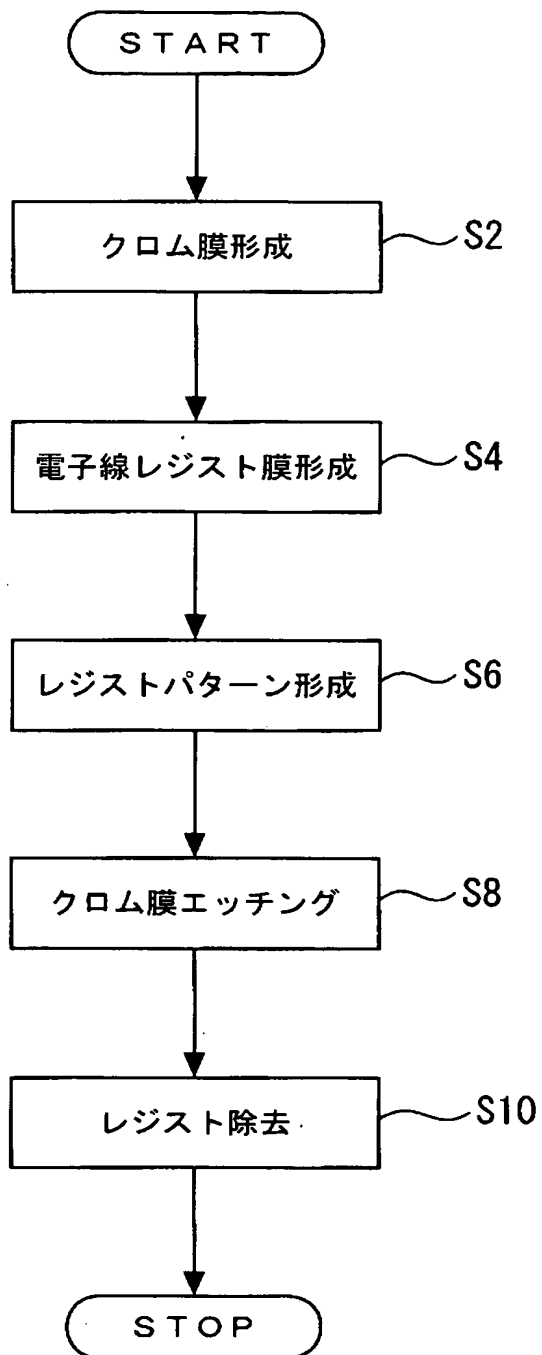 START
クロム膜形成
S2
電子線レジスト膜形成
S4
レジストパターン形成
S6
クロム膜エッチング
S8
レジスト除去
S10
STOP